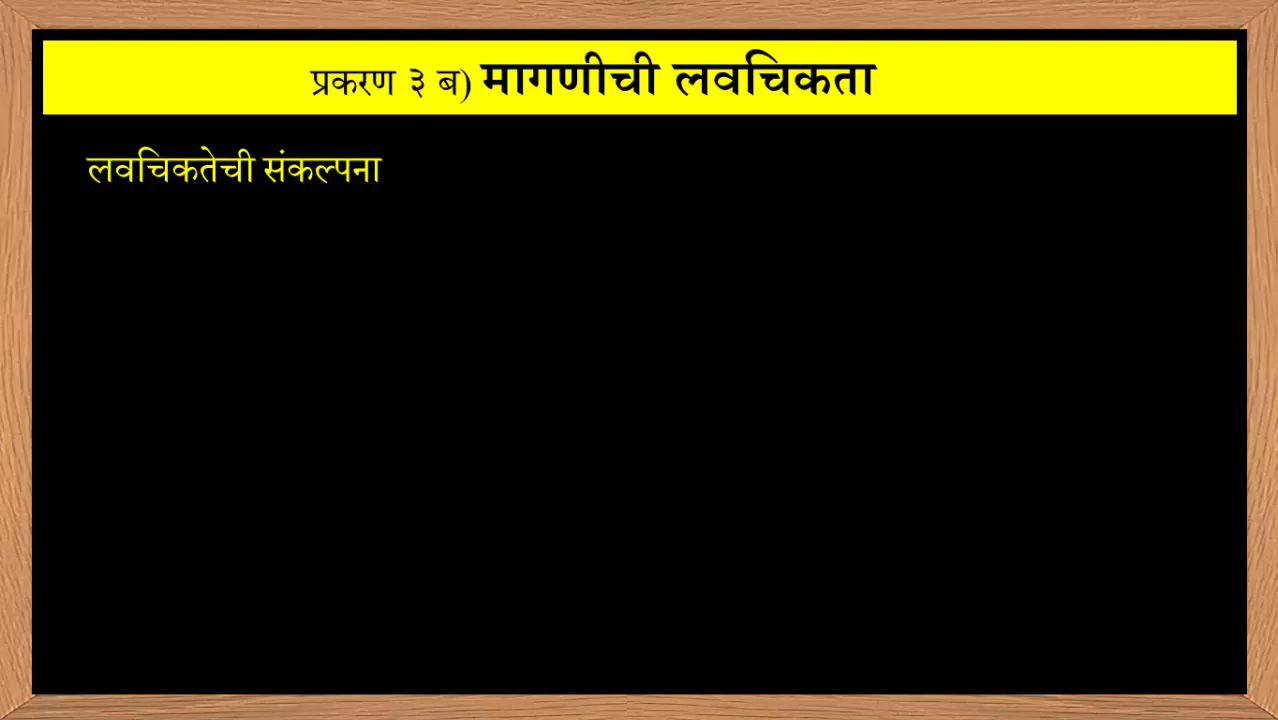 प्रकरण ३ ब) मागणीची लवचिकता
लवचिकतेची संकल्पना